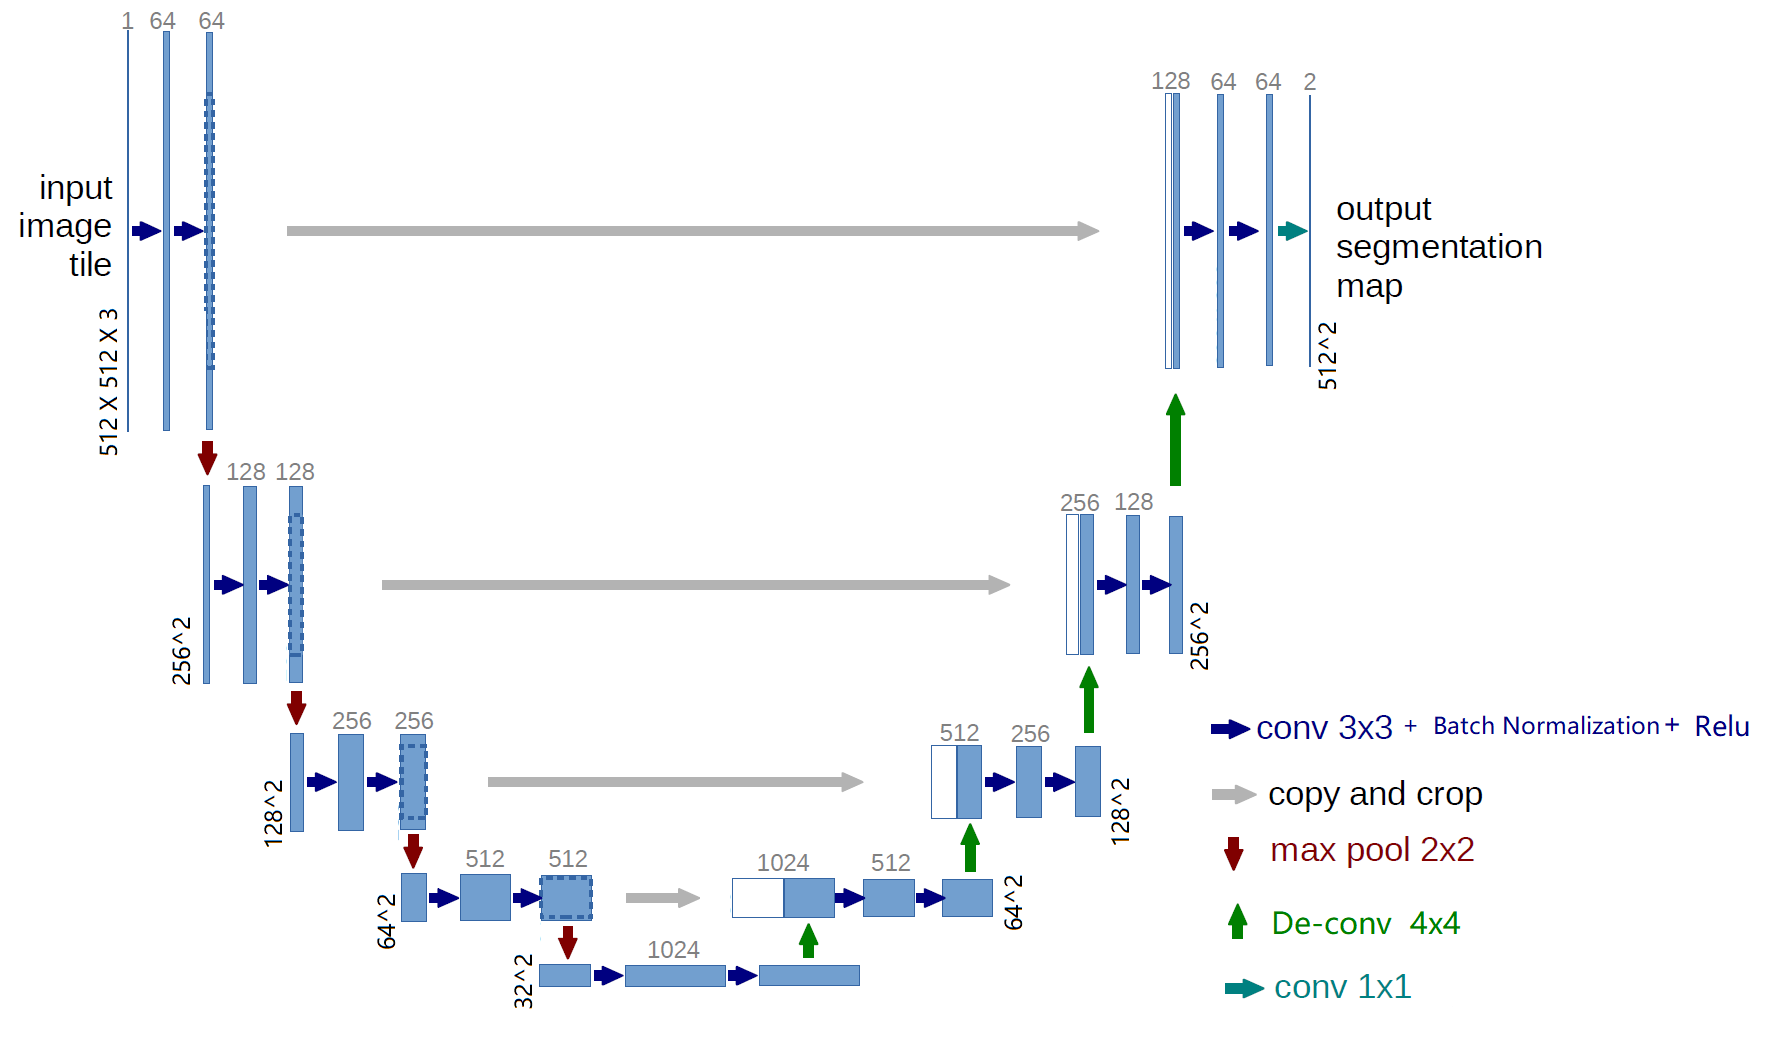 1 64 64
input
image
tile
512 X 512 X 3
128 64 64 2
output
segmentation
map
512^2
128 128
256^2
256 128
256^2
256 256
128^2
512 256
128^2
512 512
64^2
1024 512
64^2
1024
32^2
conv 3x3 + Batch Normalization + Relu
copy and crop
max pool 2x2
De-conv 4x4
conv 1x1